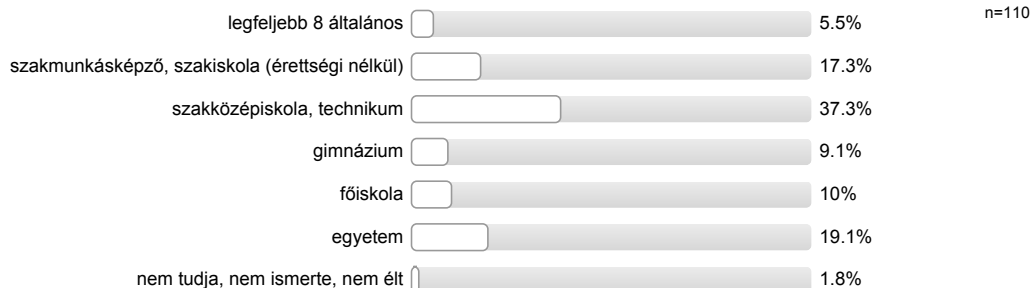 legfeljebb 8 általános 5.5% n=110
szakmunkásképző, szakiskola (érettségi nélkül) 17.3%
szakközépiskola, technikum 37.3%
gimnázium 9.1%
főiskola 10%
egyetem 19.1%
nem tudja, nem ismerte, nem élt 1.8%